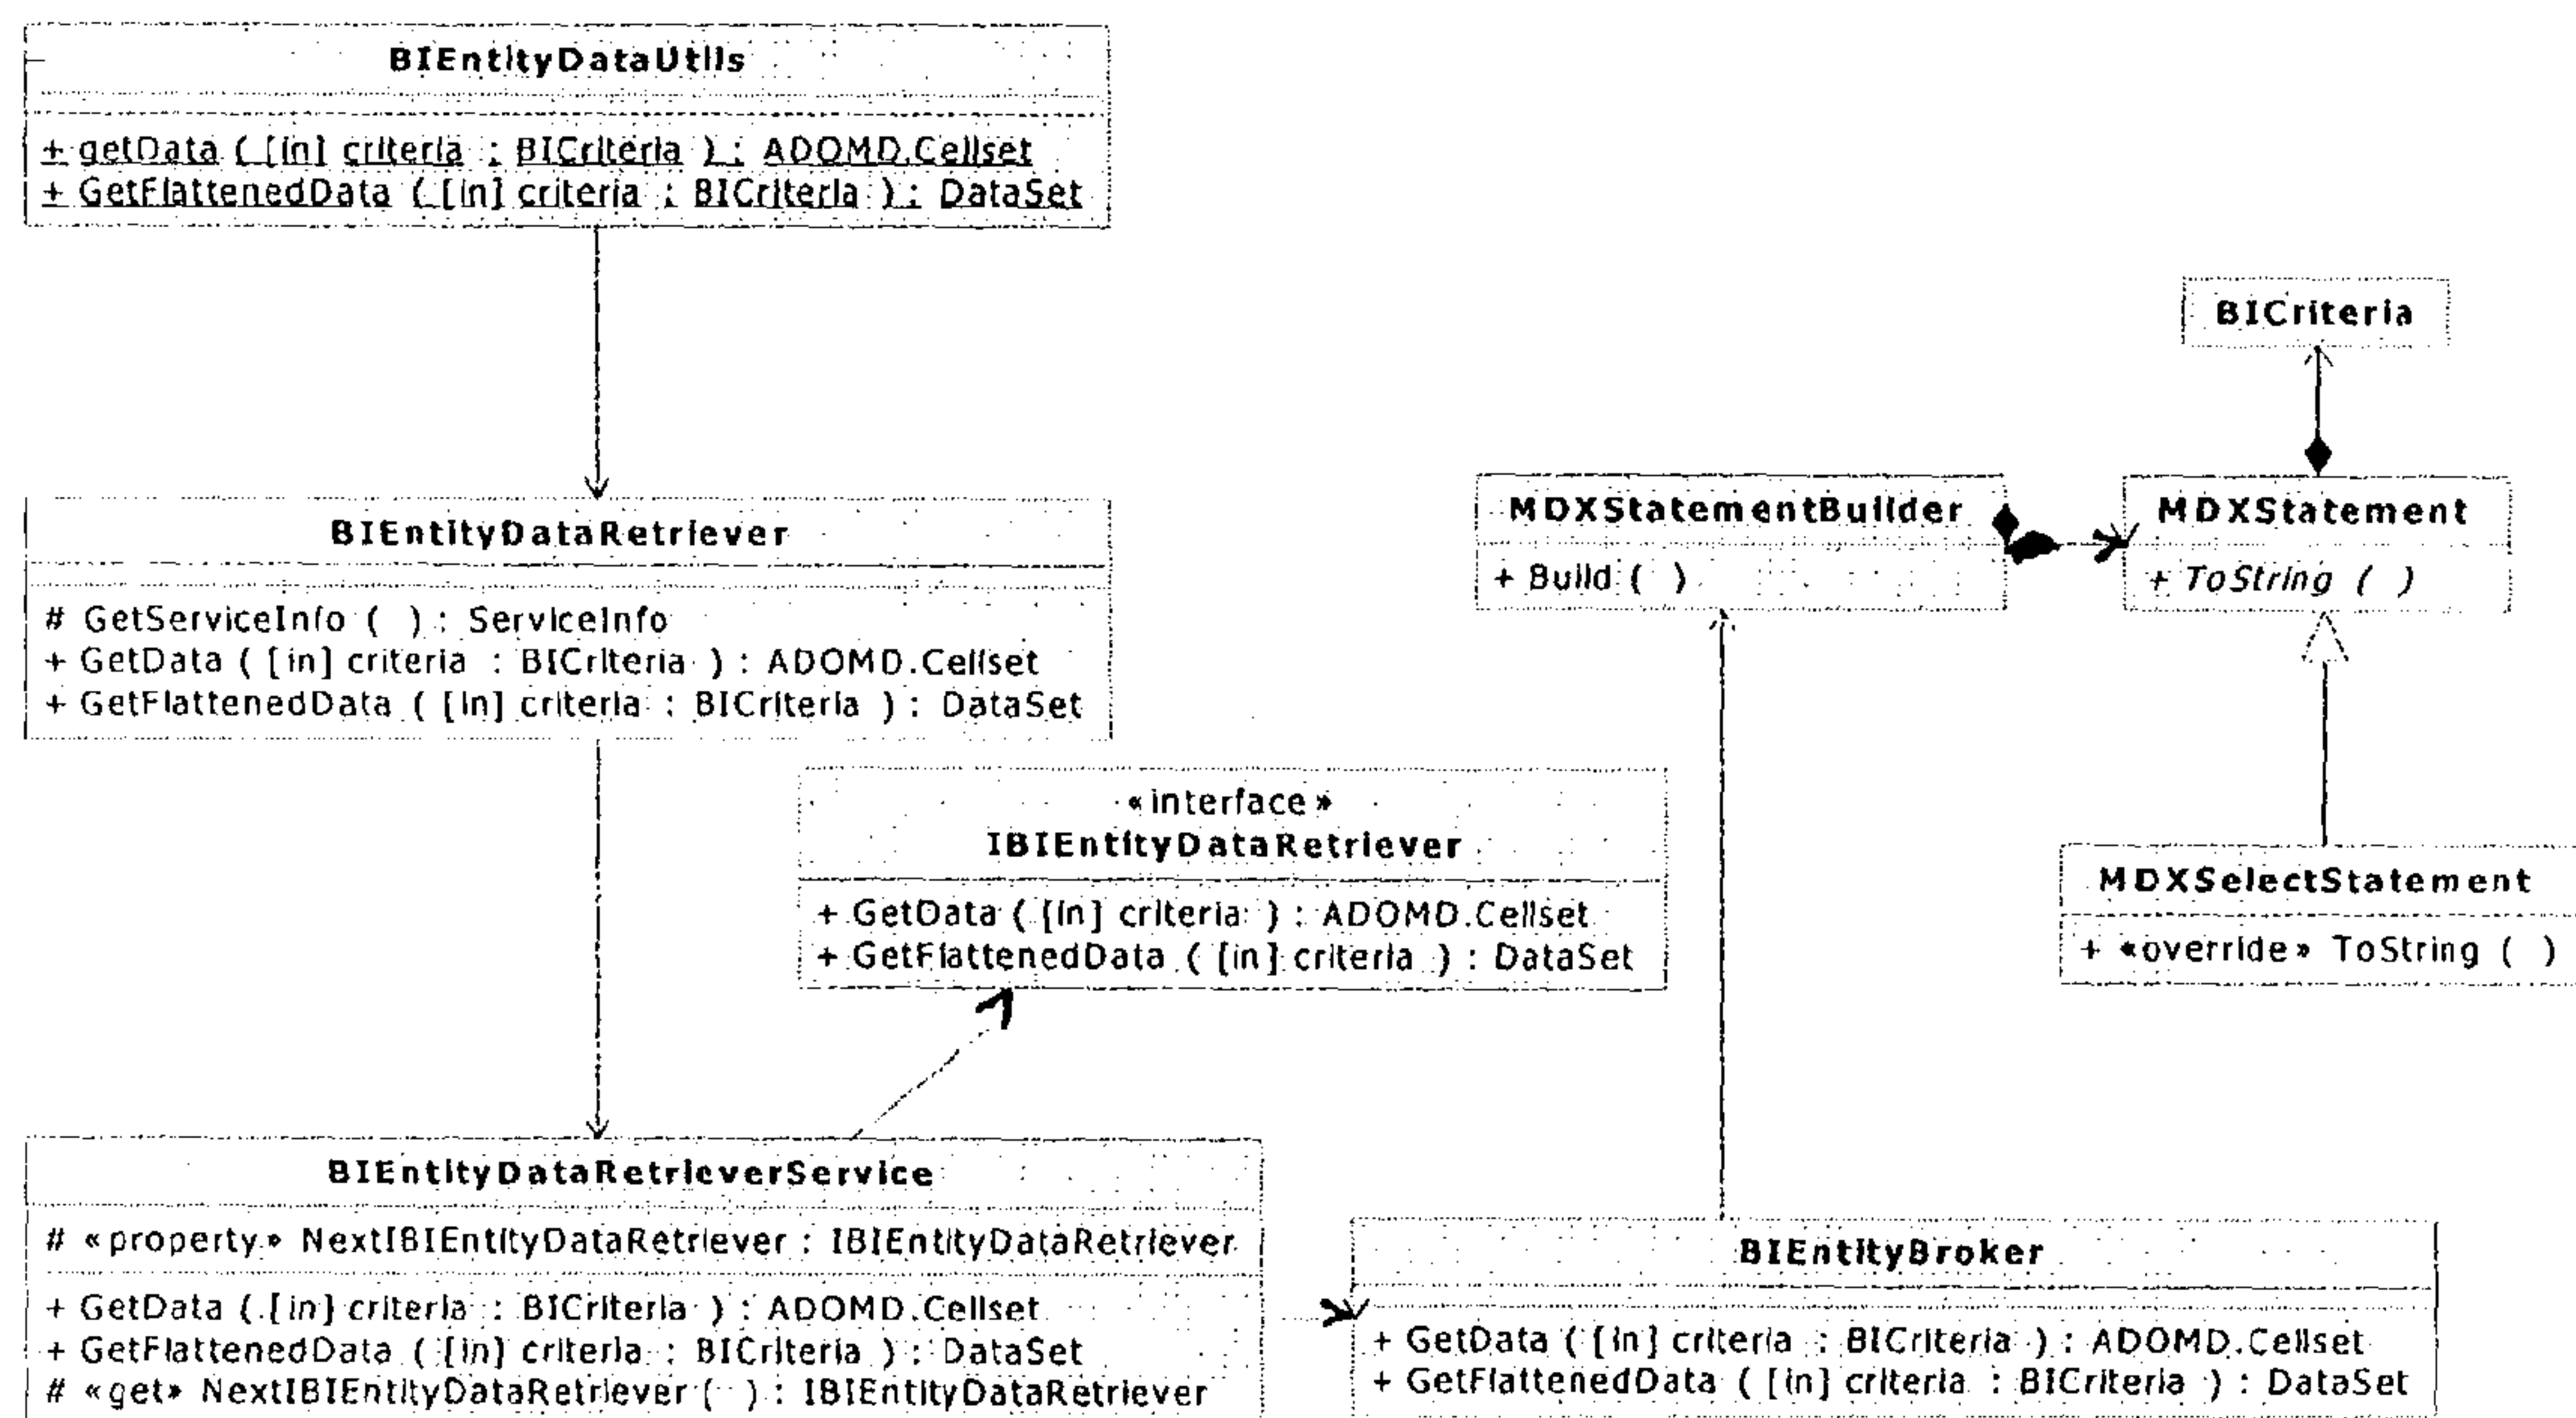 BIEntityDataUtils
+ getData ( [in] criteria : BICriteria ) : ADOMD.Cellset
+ GetFlattenedData ( [in] criteria : BICriteria ) : DataSet
BICriteria
MDXStatementBuilder
+ Build ( )
MDXStatement
+ ToString ( )
BIEntityDataRetriever
# GetServiceInfo ( ) : ServiceInfo
+ GetData ( [in] criteria : BICriteria ) : ADOMD.Cellset
+ GetFlattenedData ( [in] criteria : BICriteria ) : DataSet
«interface»
IBIEntityDataRetriever
+ GetData ( [in] criteria ) : ADOMD.Cellset
+ GetFlattenedData ( [in] criteria ) : DataSet
MDXSelectStatement
+ «override» ToString ( )
BIEntityDataRetrieverService
# «property» NextIBIEntityDataRetriever : IBIEntityDataRetriever
+ GetData ( [in] criteria : BICriteria ) : ADOMD.Cellset
+ GetFlattenedData ( [in] criteria : BICriteria ) : DataSet
# «get» NextIBIEntityDataRetriever ( ) : IBIEntityDataRetriever
BIEntityBroker
+ GetData ( [in] criteria : BICriteria ) : ADOMD.Cellset
+ GetFlattenedData ( [in] criteria : BICriteria ) : DataSet